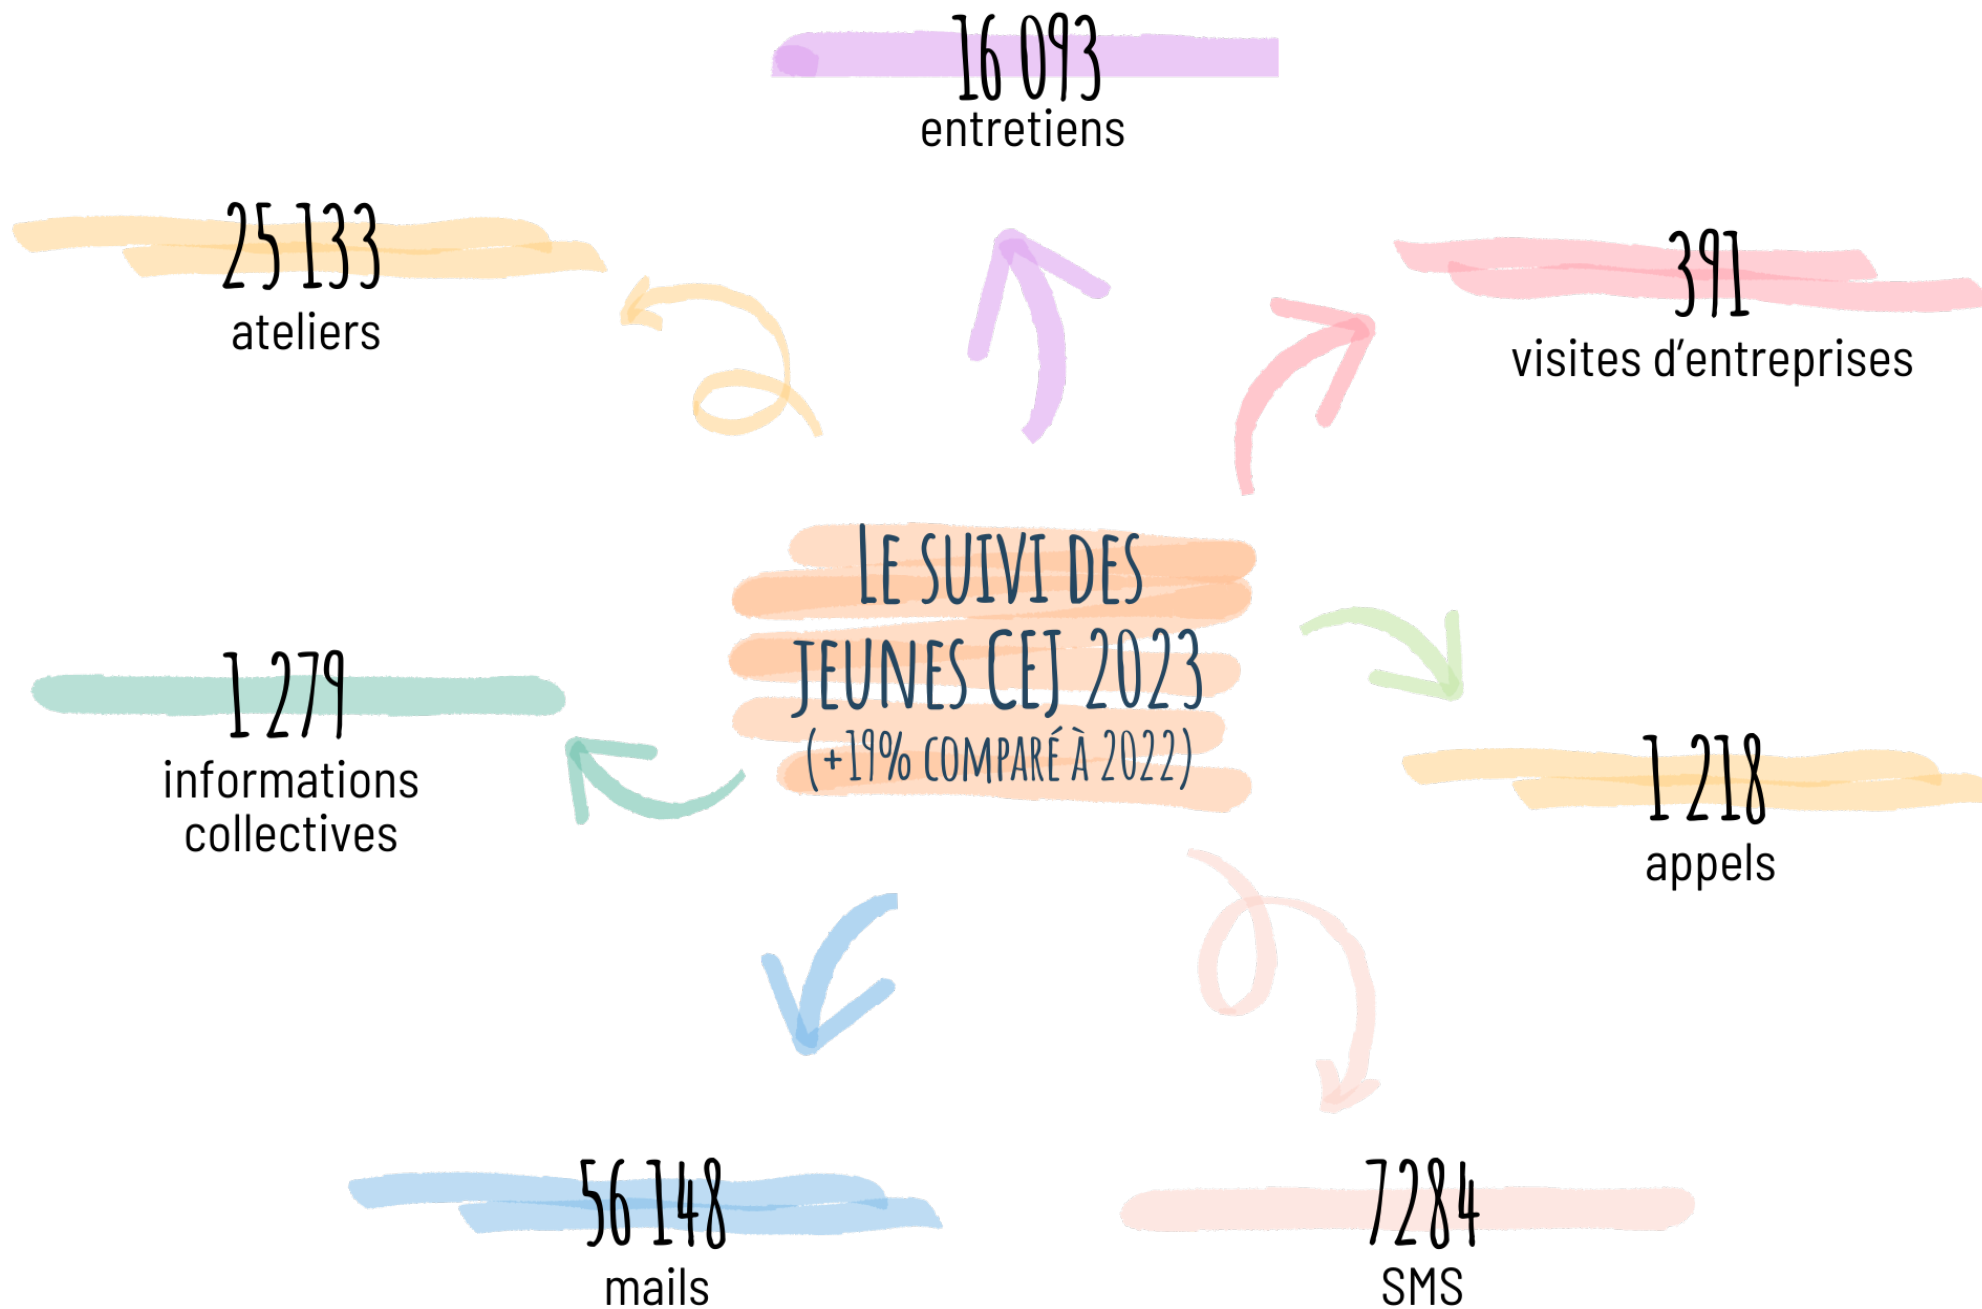 16 093
entretiens
25 133
ateliers
391
visites d'entreprises
Le suivi des
jeunes CEJ 2023
(+19% comparé à 2022)
1 279
informations
collectives
1 218
appels
56 148
mails
7284
SMS